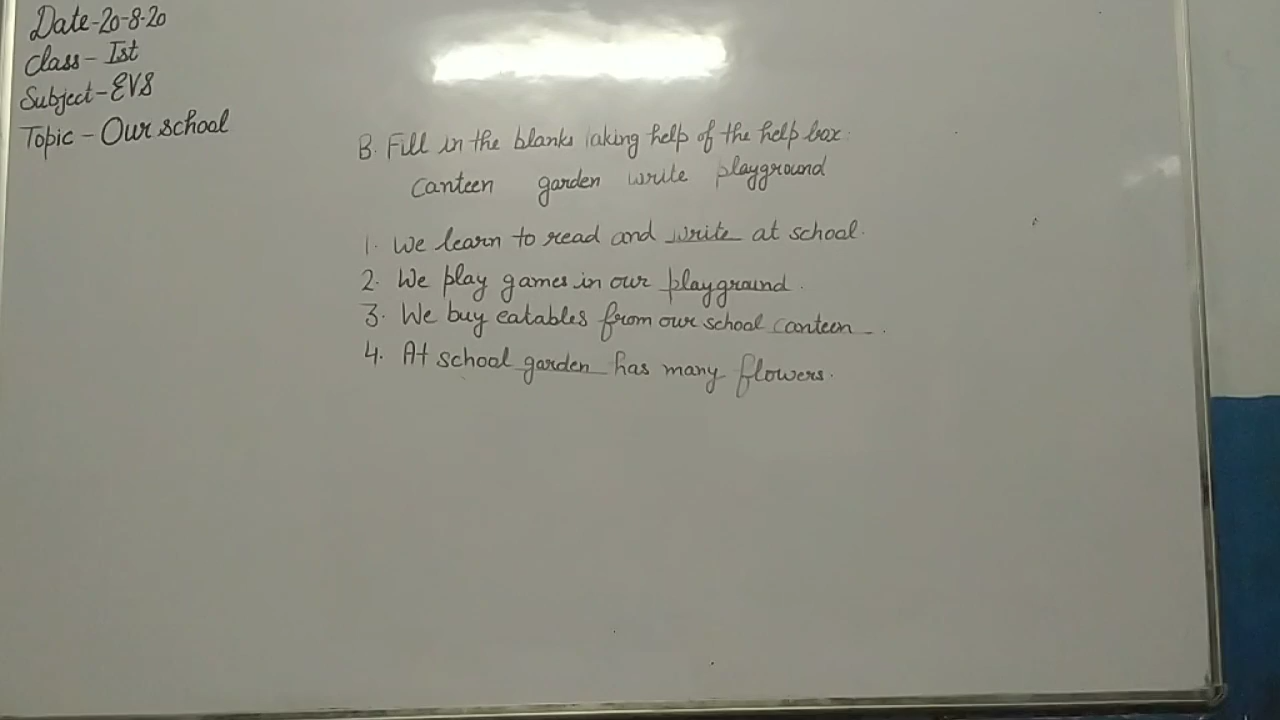 Date-20-8-20
Class- Ist
Subject-EVS
Topic - Our school
B. Fill in the blanks taking help of the help box.
canteen garden write playground
1. We learn to read and write at school.
2. We play games in our playground.
3. We buy eatables from our school canteen.
4. At school garden has many flowers.